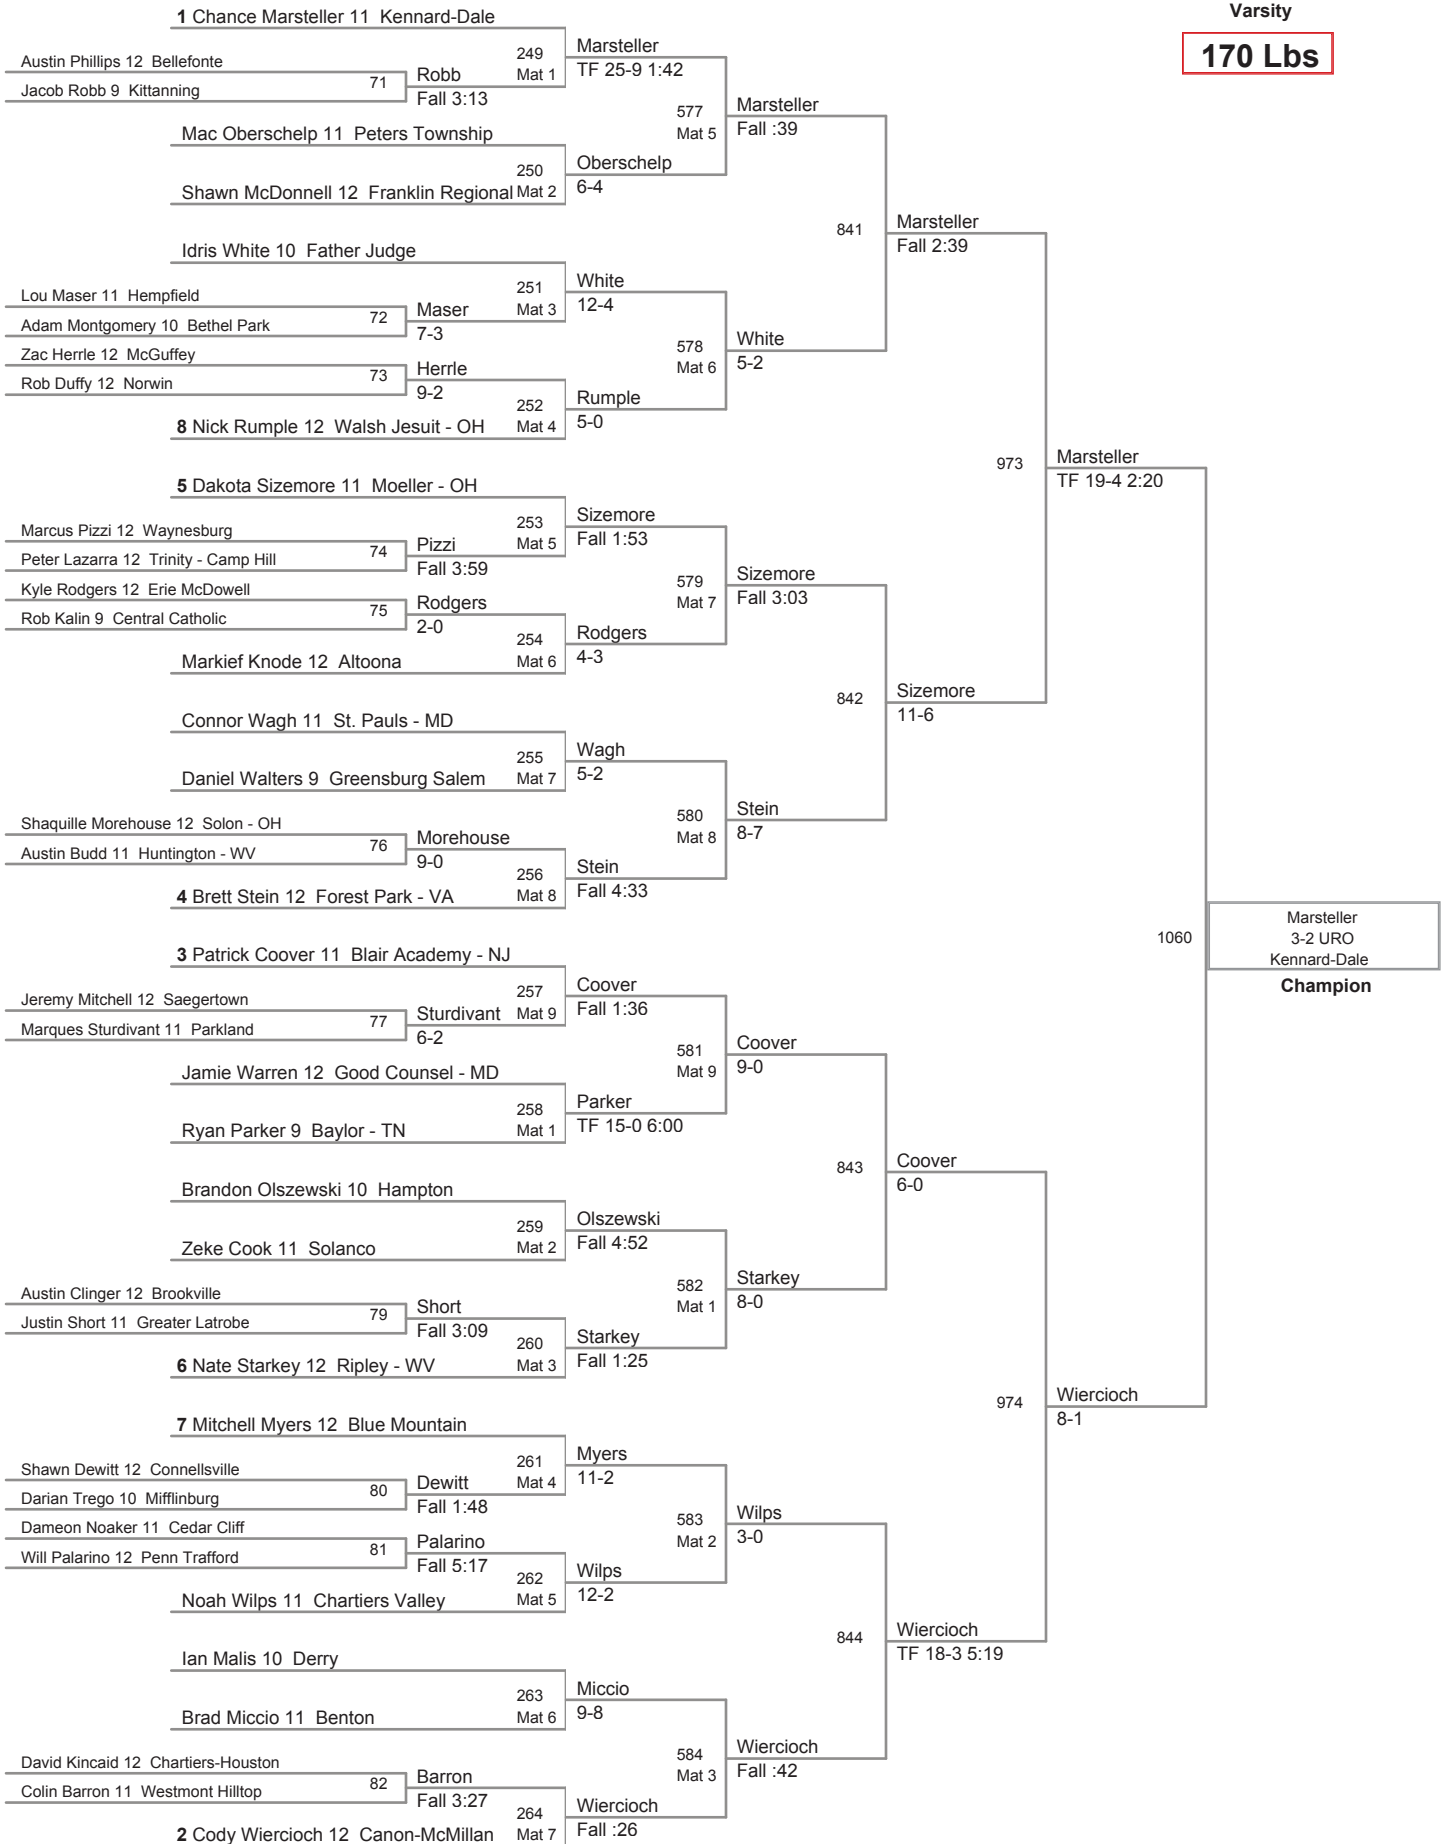 Varsity
170 Lbs
1 Chance Marsteller 11 Kennard-Dale
Austin Phillips 12 Bellefonte
Jacob Robb 9 Kittanning
71
Robb
Fall 3:13
249
Mat 1
Marsteller
TF 25-9 1:42
Mac Oberschelp 11 Peters Township
Shawn McDonnell 12 Franklin Regional
250
Mat 2
Oberschelp
6-4
577
Mat 5
Marsteller
Fall :39
Idris White 10 Father Judge
Lou Maser 11 Hempfield
Adam Montgomery 10 Bethel Park
72
Maser
7-3
251
Mat 3
White
12-4
Zac Herrle 12 McGuffey
Rob Duffy 12 Norwin
73
Herrle
9-2
8 Nick Rumple 12 Walsh Jesuit - OH
252
Mat 4
Rumple
5-0
578
Mat 6
White
5-2
841
Marsteller
Fall 2:39
5 Dakota Sizemore 11 Moeller - OH
Marcus Pizzi 12 Waynesburg
Peter Lazarra 12 Trinity - Camp Hill
74
Pizzi
Fall 3:59
253
Mat 5
Sizemore
Fall 1:53
Kyle Rodgers 12 Erie McDowell
Rob Kalin 9 Central Catholic
75
Rodgers
2-0
Markief Knode 12 Altoona
254
Mat 6
Rodgers
4-3
579
Mat 7
Sizemore
Fall 3:03
Connor Wagh 11 St. Pauls - MD
Daniel Walters 9 Greensburg Salem
255
Mat 7
Wagh
5-2
Shaquille Morehouse 12 Solon - OH
Austin Budd 11 Huntington - WV
76
Morehouse
9-0
4 Brett Stein 12 Forest Park - VA
256
Mat 8
Stein
Fall 4:33
580
Mat 8
Stein
8-7
842
Sizemore
11-6
973
Marsteller
TF 19-4 2:20
3 Patrick Coover 11 Blair Academy - NJ
Jeremy Mitchell 12 Saegertown
Marques Sturdivant 11 Parkland
77
Sturdivant
6-2
257
Mat 9
Coover
Fall 1:36
Jamie Warren 12 Good Counsel - MD
Ryan Parker 9 Baylor - TN
258
Mat 1
Parker
TF 15-0 6:00
581
Mat 9
Coover
9-0
Brandon Olszewski 10 Hampton
Zeke Cook 11 Solanco
259
Mat 2
Olszewski
Fall 4:52
Austin Clinger 12 Brookville
Justin Short 11 Greater Latrobe
79
Short
Fall 3:09
6 Nate Starkey 12 Ripley - WV
260
Mat 3
Starkey
Fall 1:25
582
Mat 1
Starkey
8-0
843
Coover
6-0
7 Mitchell Myers 12 Blue Mountain
Shawn Dewitt 12 Connellsville
Darian Trego 10 Mifflinburg
80
Dewitt
Fall 1:48
261
Mat 4
Myers
11-2
Dameon Noaker 11 Cedar Cliff
Will Palarino 12 Penn Trafford
81
Palarino
Fall 5:17
Noah Wilps 11 Chartiers Valley
262
Mat 5
Wilps
12-2
583
Mat 2
Wilps
3-0
Ian Malis 10 Derry
Brad Miccio 11 Benton
263
Mat 6
Miccio
9-8
David Kincaid 12 Chartiers-Houston
Colin Barron 11 Westmont Hilltop
82
Barron
Fall 3:27
2 Cody Wiercioch 12 Canon-McMillan
264
Mat 7
Wiercioch
Fall :26
584
Mat 3
Wiercioch
Fall :42
844
Wiercioch
TF 18-3 5:19
974
Wiercioch
8-1
1060
Marsteller
3-2 URO
Kennard-Dale
Champion